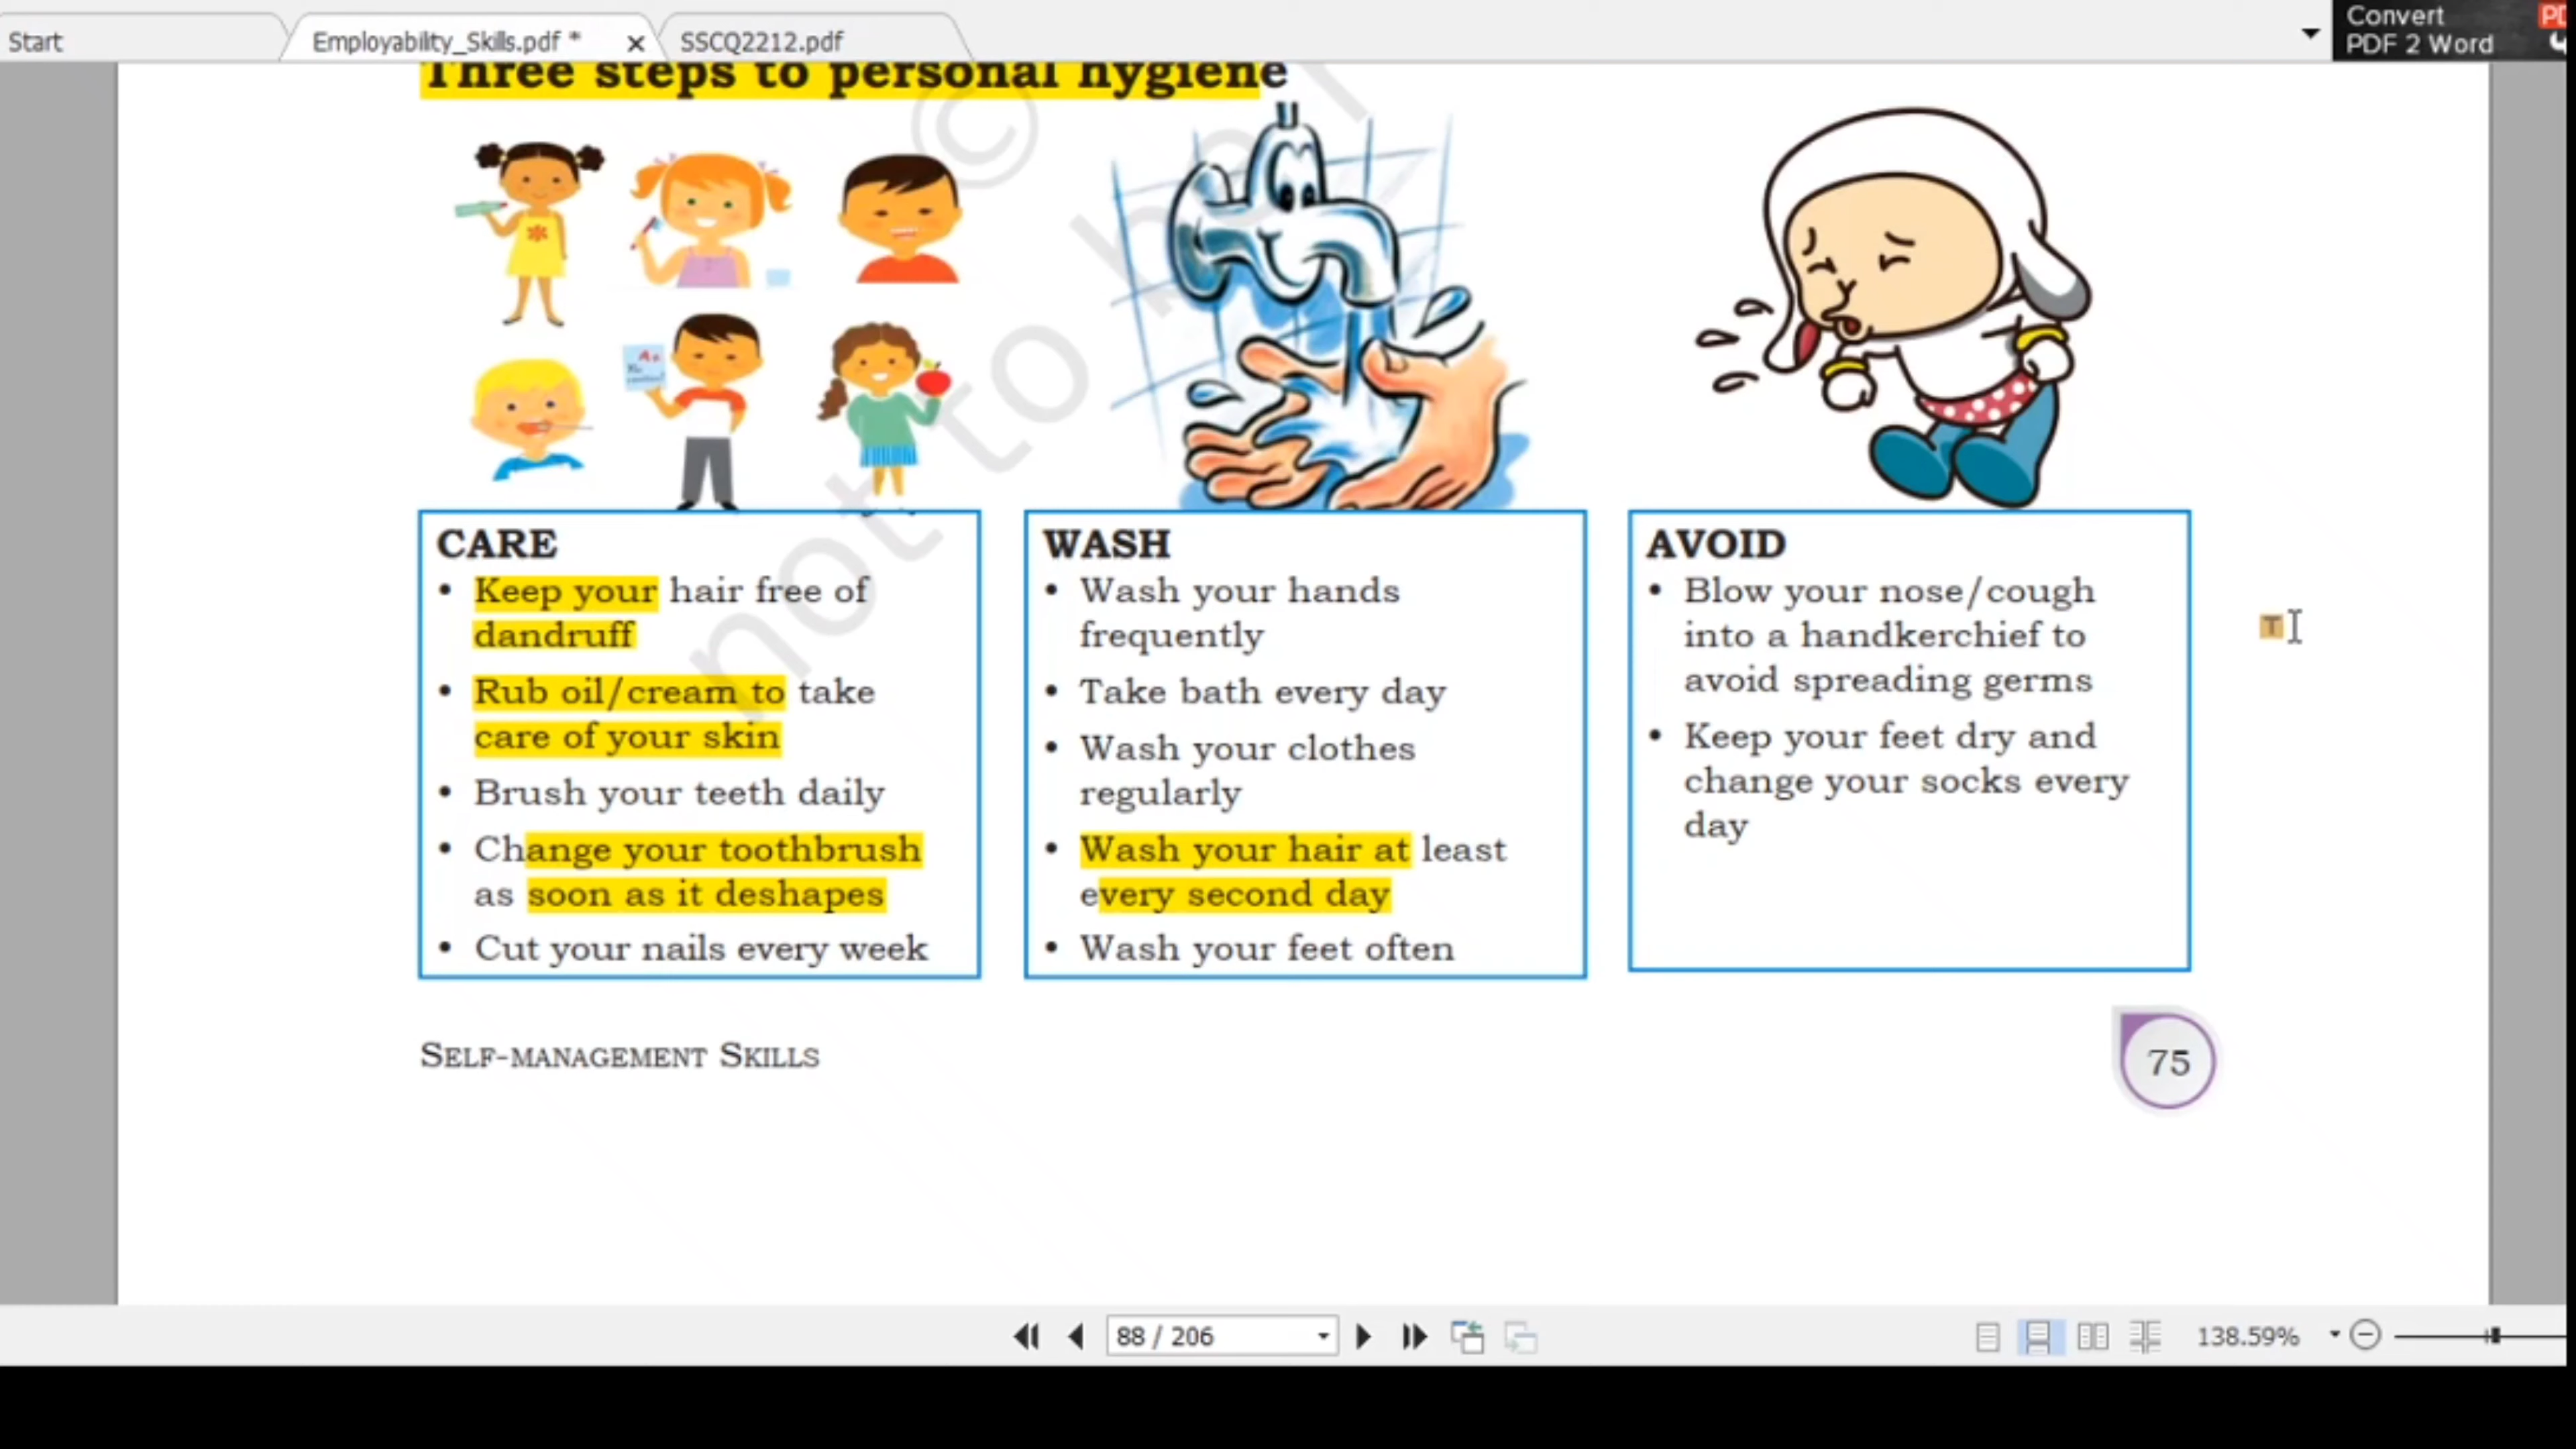 Start
Employability_Skills.pdf *
SSCQ2212.pdf
Convert
PDF 2 Word
Three steps to personal hygiene
© not to be r
CARE
• Keep your hair free of
dandruff
• Rub oil/cream to take
care of your skin
• Brush your teeth daily
• Change your toothbrush
as soon as it deshapes
• Cut your nails every week
WASH
• Wash your hands
frequently
• Take bath every day
• Wash your clothes
regularly
• Wash your hair at least
every second day
• Wash your feet often
AVOID
• Blow your nose/cough
into a handkerchief to
avoid spreading germs
• Keep your feet dry and
change your socks every
day
T
SELF-MANAGEMENT SKILLS
75
88 / 206
138.59%